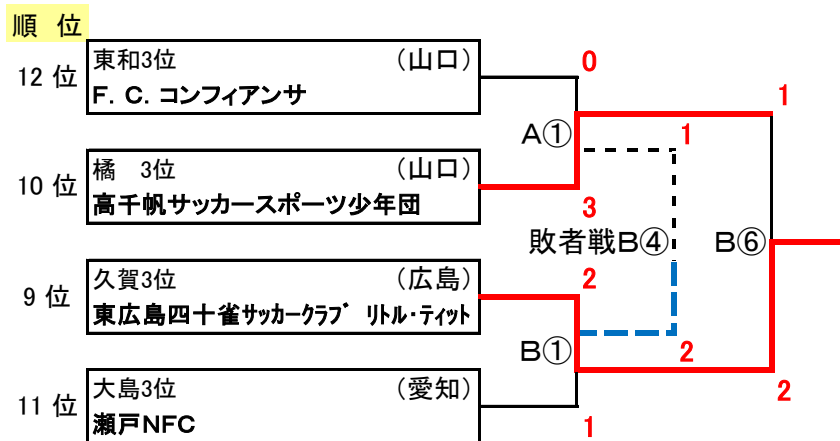 順 位
12 位
東和3位 （山口）
F. C. コンフィアンサ
0
1
A①
1
10 位
橘 3位 （山口）
高千帆サッカースポーツ少年団
3
敗者戦B④
B⑥
9 位
久賀3位 （広島）
東広島四十雀サッカークラブ リトル・ティット
2
B①
2
2
11 位
大島3位 （愛知）
瀬戸NFC
1